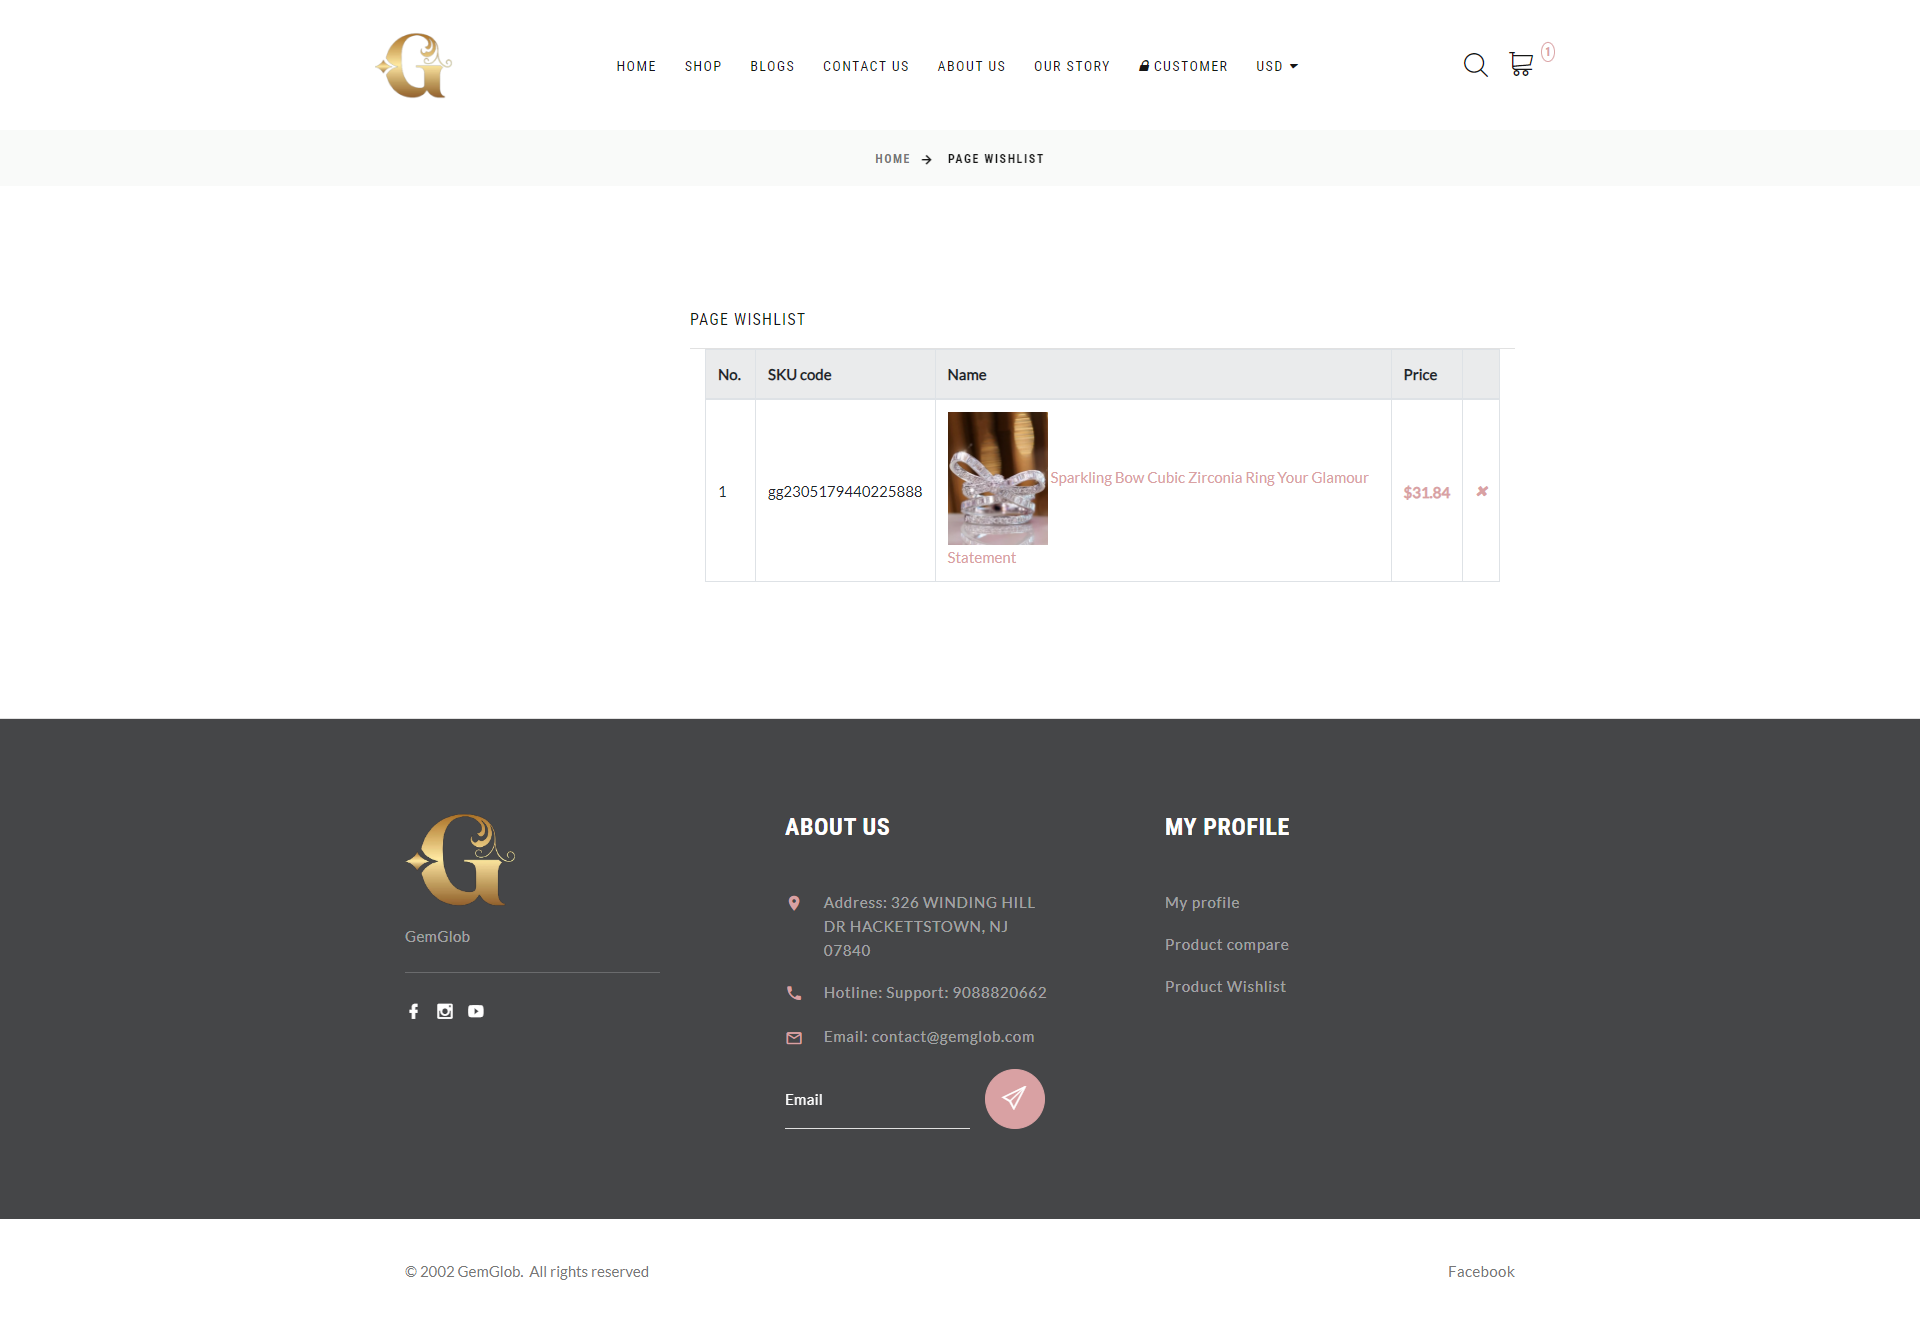 HOME SHOP BLOGS CONTACT US ABOUT US OUR STORY CUSTOMER USD
1
HOME PAGE WISHLIST
PAGE WISHLIST
No. SKU code Name Price
1 gg2305179440225888 Sparkling Bow Cubic Zirconia Ring Your Glamour Statement $31.84
G
GemGlob
ABOUT US
Address: 326 WINDING HILL
DR HACKETTSTOWN, NJ
07840
Hotline: Support: 9088820662
Email: contact@gemglob.com
Email
MY PROFILE
My profile
Product compare
Product Wishlist
© 2002 GemGlob. All rights reserved
Facebook